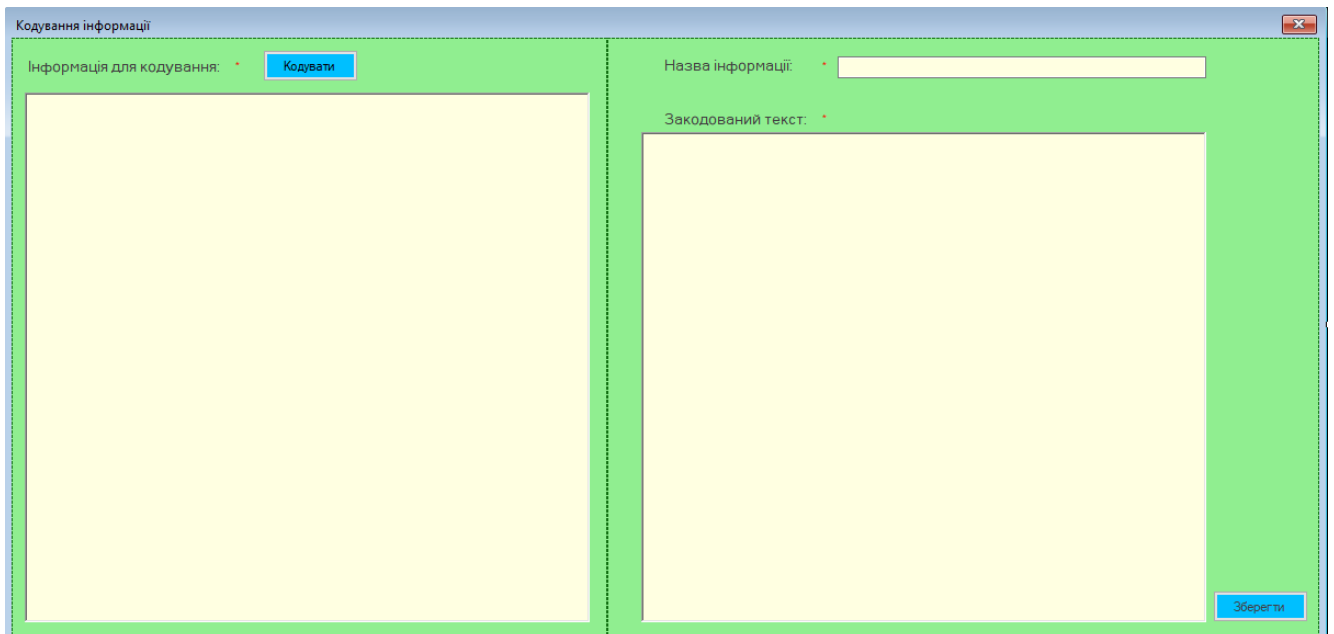 Кодування інформації
Інформація для кодування: *
Кодувати
Назва інформації: *
Закодований текст: *
Зберегти